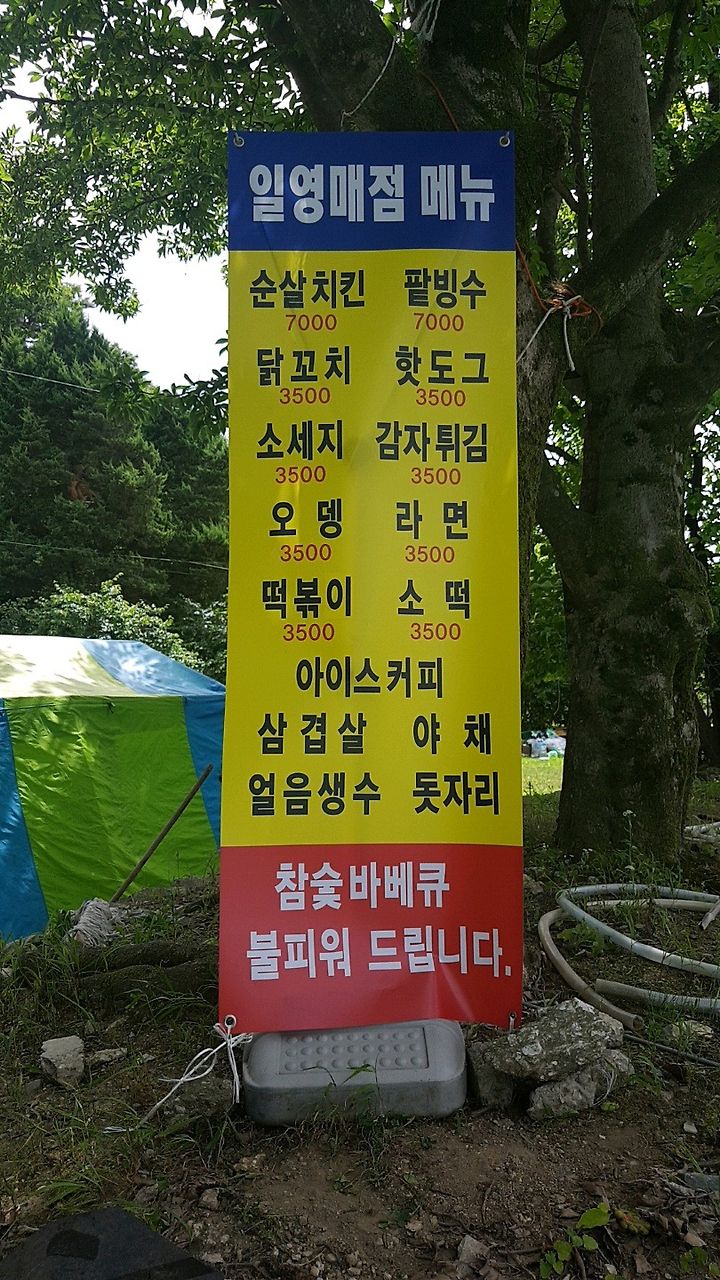 일영매점 메뉴
순살치킨 팥빙수
7000 7000
닭꼬치 핫도그
3500 3500
소세지 감자튀김
3500 3500
오뎅 라면
3500 3500
떡볶이 소떡
3500 3500
아이스커피
삼겹살 야채
얼음생수 돗자리
참숯바베큐
불피워 드립니다.